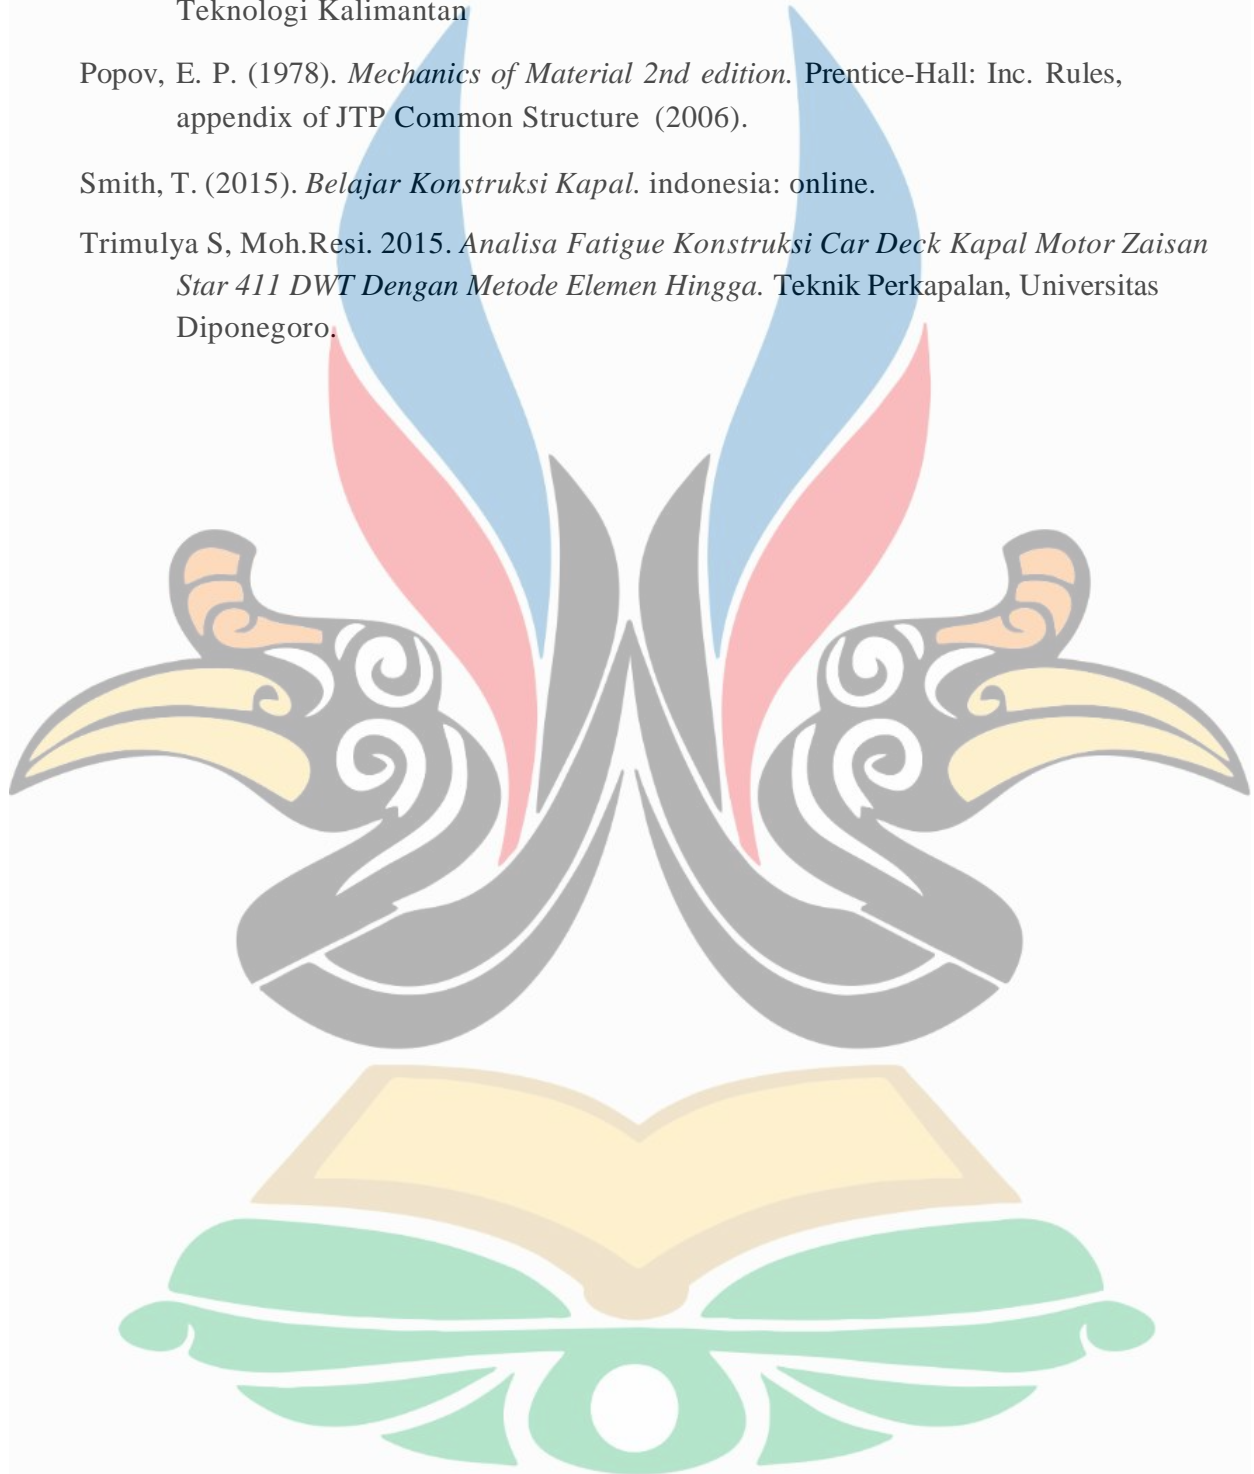 Teknologi Kalimantan
Popov, E. P. (1978). Mechanics of Material 2nd edition. Prentice-Hall: Inc. Rules,
appendix of JTP Common Structure (2006).
Smith, T. (2015). Belajar Konstruksi Kapal. indonesia: online.
Trimulya S, Moh.Resi. 2015. Analisa Fatigue Konstruksi Car Deck Kapal Motor Zaisan
Star 411 DWT Dengan Metode Elemen Hingga. Teknik Perkapalan, Universitas
Diponegoro.